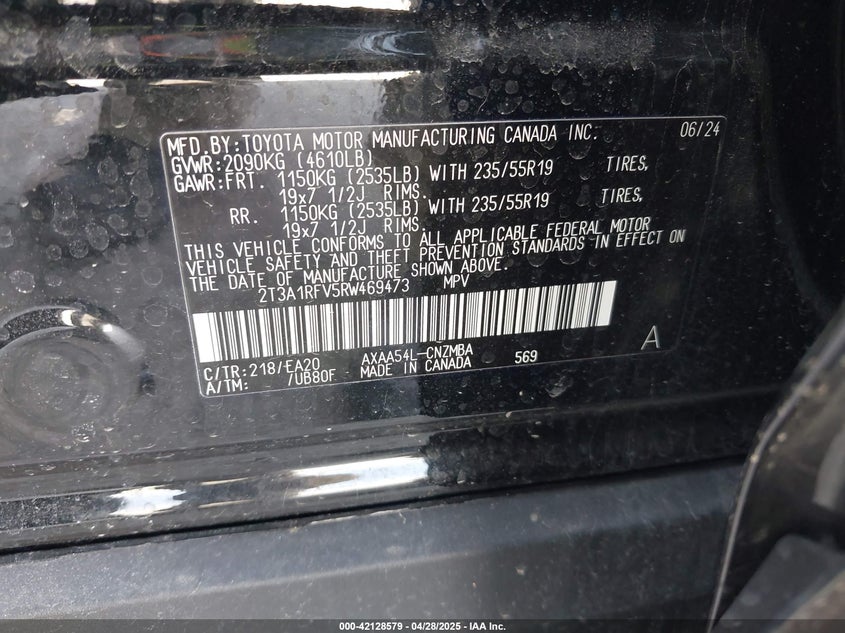 MFD.BY:TOYOTA MOTOR MANUFACTURING CANADA INC. 06/24
GVWR:2090KG (4610LB)
GAWR:FRT. 1150KG (2535LB) WITH 235/55R19 TIRES,
19x7 1/2J RIMS.
RR. 1150KG (2535LB) WITH 235/55R19 TIRES,
19x7 1/2J RIMS.
THIS VEHICLE CONFORMS TO ALL APPLICABLE FEDERAL MOTOR
VEHICLE SAFETY AND THEFT PREVENTION STANDARDS IN EFFECT ON
THE DATE OF MANUFACTURE SHOWN ABOVE.
2T3A1RFV5RW469473 MPV
C/TR:218/EA20 AXAA54L-CNZMBA 569 A
A/TM: /UB80F MADE IN CANADA
000-42128579 / 04/28/2025 - IAA Inc.